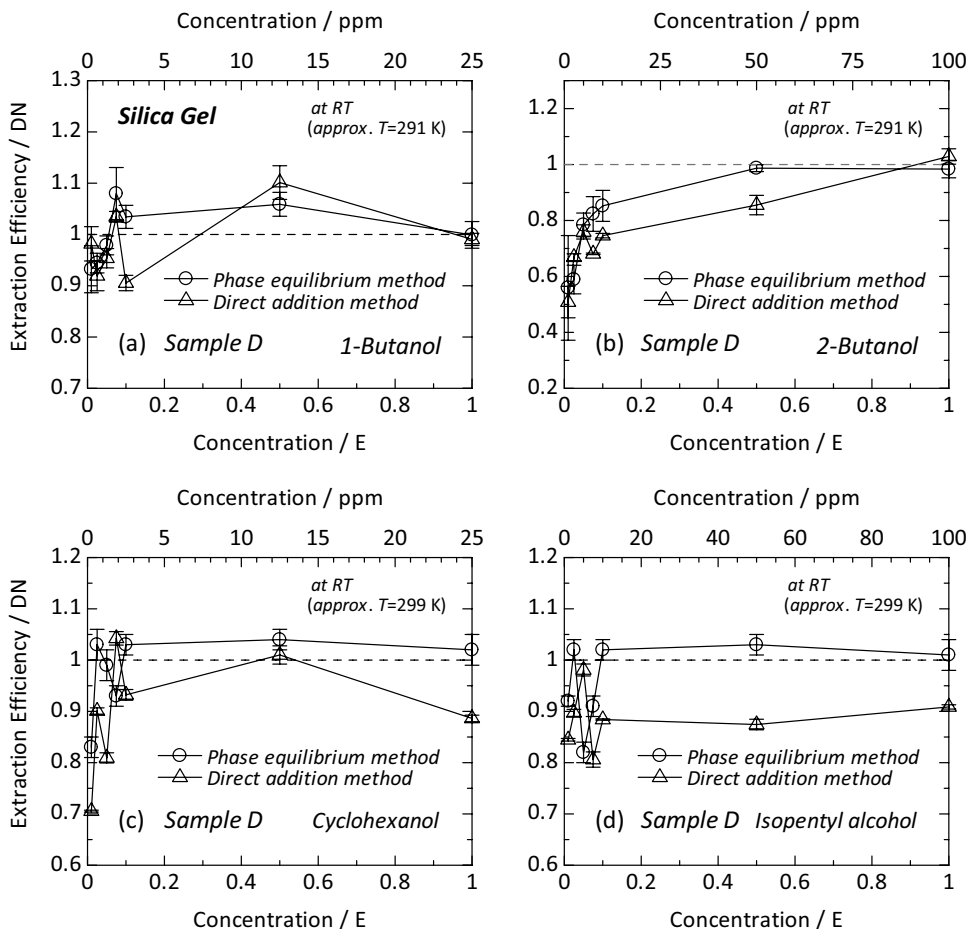 Concentration / ppm
0 5 10 15 20 25
1.3
1.2
1.1
1
0.9
0.8
0.7
Extraction Efficiency / DN
Silica Gel
at RT
(approx. T=291 K)
Phase equilibrium method
Direct addition method
(a) Sample D 1-Butanol
0 0.2 0.4 0.6 0.8 1
Concentration / E
Concentration / ppm
0 25 50 75 100
1.2
1
0.8
0.6
0.4
0.2
at RT
(approx. T=291 K)
Phase equilibrium method
Direct addition method
(b) Sample D 2-Butanol
0 0.2 0.4 0.6 0.8 1
Concentration / E
Concentration / ppm
0 5 10 15 20 25
1.2
1.1
1
0.9
0.8
0.7
0.6
Extraction Efficiency / DN
at RT
(approx. T=299 K)
Phase equilibrium method
Direct addition method
(c) Sample D Cyclohexanol
0 0.2 0.4 0.6 0.8 1
Concentration / E
Concentration / ppm
0 20 40 60 80 100
1.2
1.1
1
0.9
0.8
0.7
0.6
at RT
(approx. T=299 K)
Phase equilibrium method
Direct addition method
(d) Sample D Isopentyl alcohol
0 0.2 0.4 0.6 0.8 1
Concentration / E